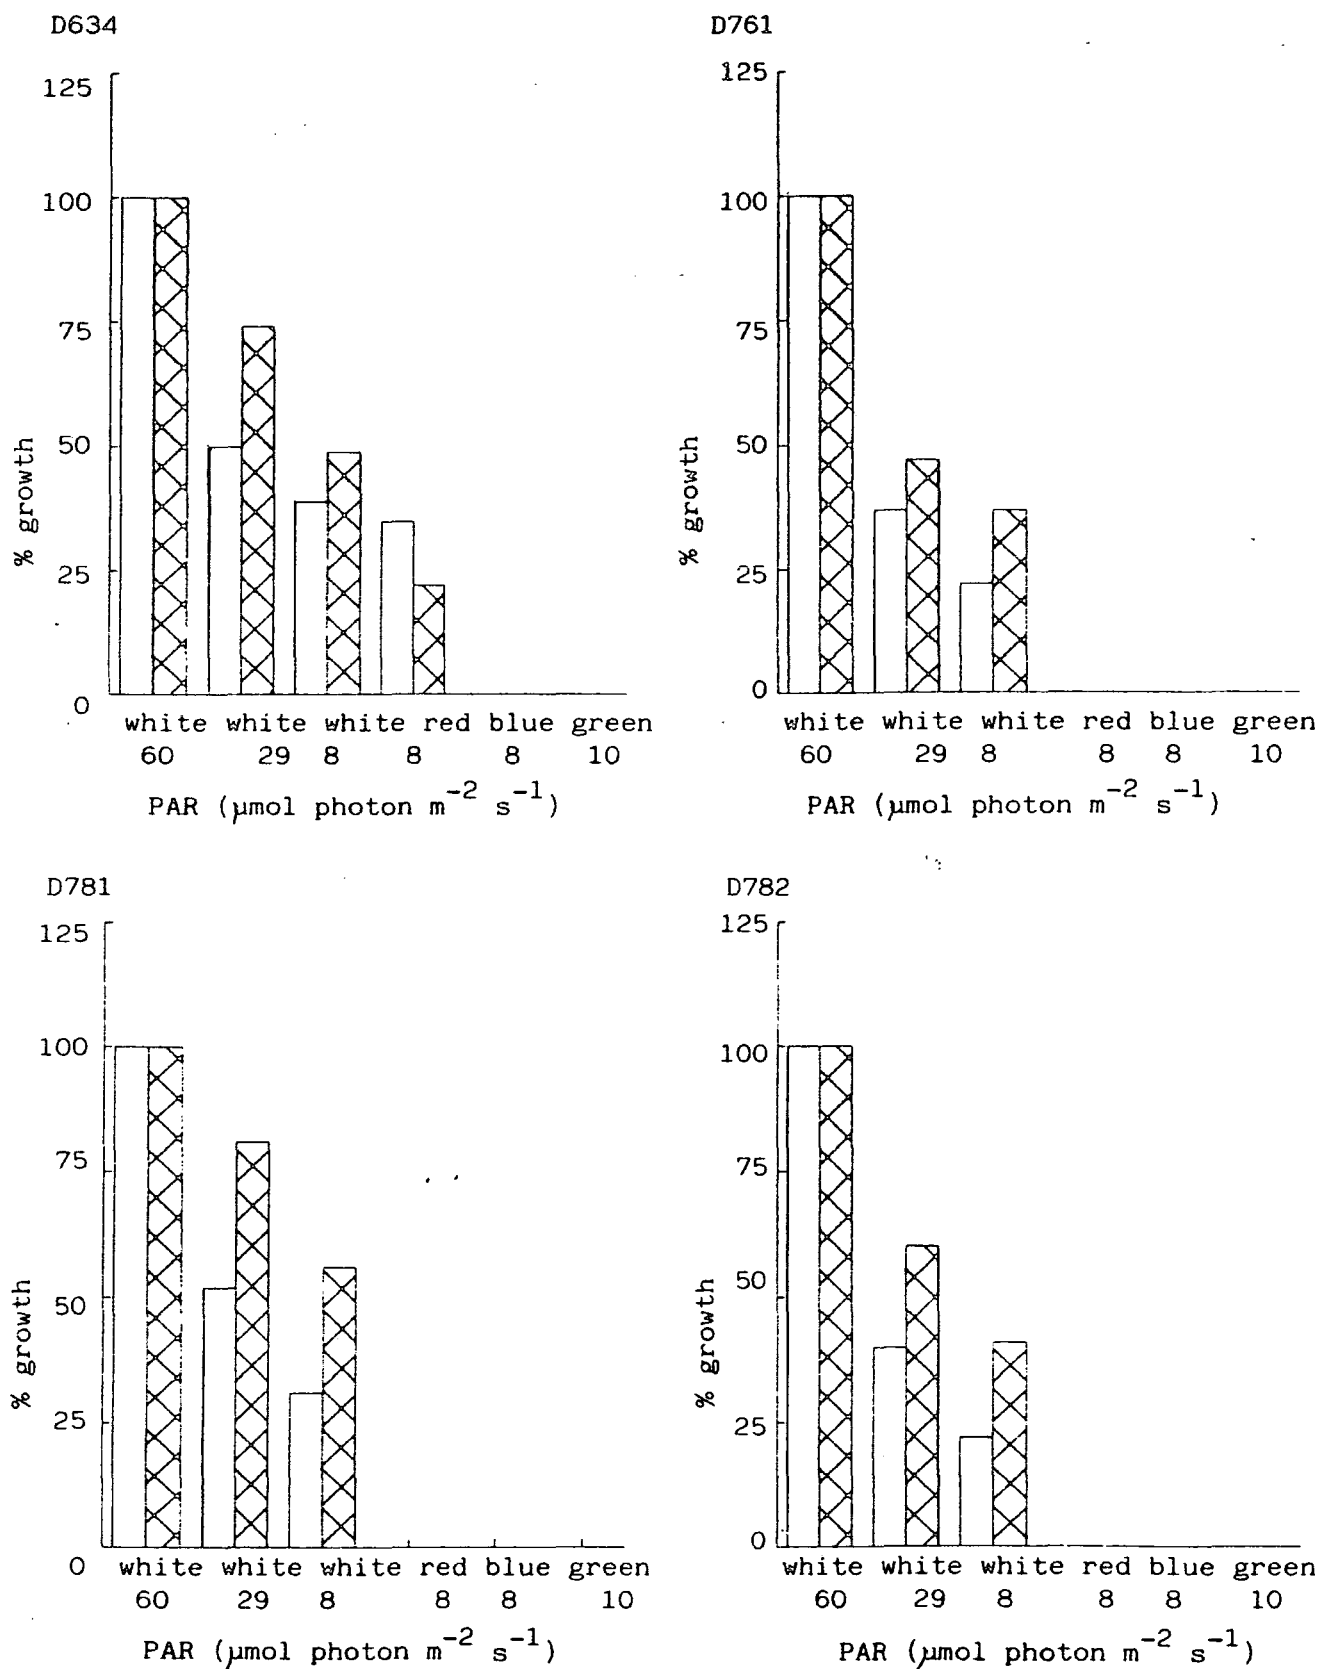 D634
125
100
75
50
25
0
% growth
white white white red blue green
60 29 8 8 8 10
PAR (µmol photon m⁻² s⁻¹)
D761
125
100
75
50
25
0
% growth
white white white red blue green
60 29 8 8 8 10
PAR (µmol photon m⁻² s⁻¹)
D781
125
100
75
50
25
0
% growth
white white white red blue green
60 29 8 8 8 10
PAR (µmol photon m⁻² s⁻¹)
D782
125
100
75
50
25
0
% growth
white white white red blue green
60 29 8 8 8 10
PAR (µmol photon m⁻² s⁻¹)